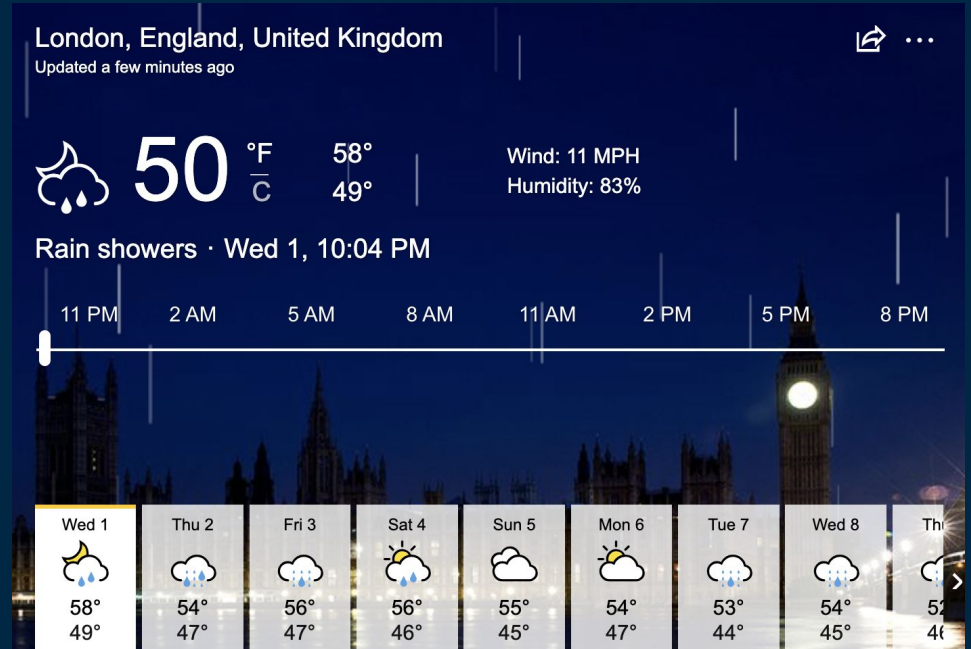 London, England, United Kingdom
Updated a few minutes ago
50 °F C 58° 49°
Wind: 11 MPH
Humidity: 83%
Rain showers · Wed 1, 10:04 PM
11 PM 2 AM 5 AM 8 AM 11 AM 2 PM 5 PM 8 PM
Wed 1 Thu 2 Fri 3 Sat 4 Sun 5 Mon 6 Tue 7 Wed 8
58° 54° 56° 56° 55° 54° 53° 54°
49° 47° 47° 46° 45° 47° 44° 45°